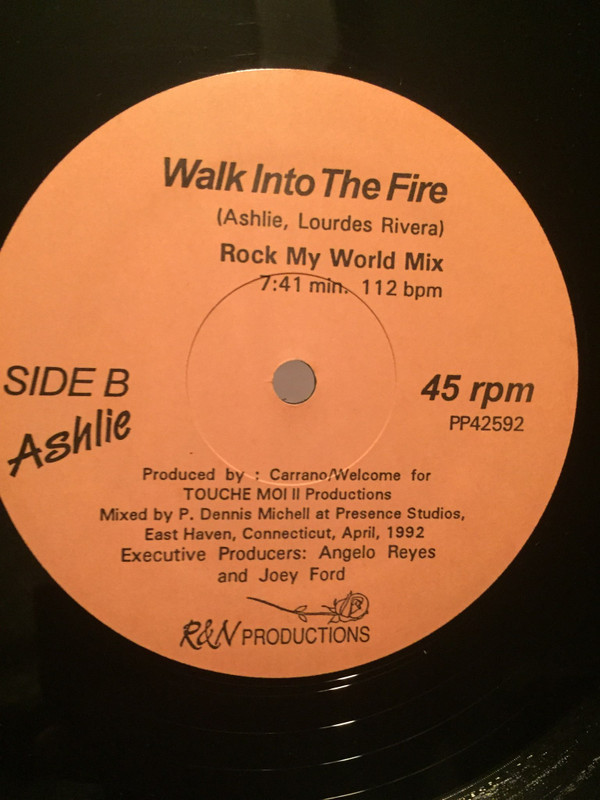 Walk Into The Fire
(Ashlie, Lourdes Rivera)
Rock My World Mix
7:41 min. 112 bpm
SIDE B
Ashlie
45 rpm
PP42592
Produced by : Carrano/Welcome for
TOUCHE MOI II Productions
Mixed by P. Dennis Michell at Presence Studios,
East Haven, Connecticut, April, 1992
Executive Producers: Angelo Reyes
and Joey Ford
R&N PRODUCTIONS